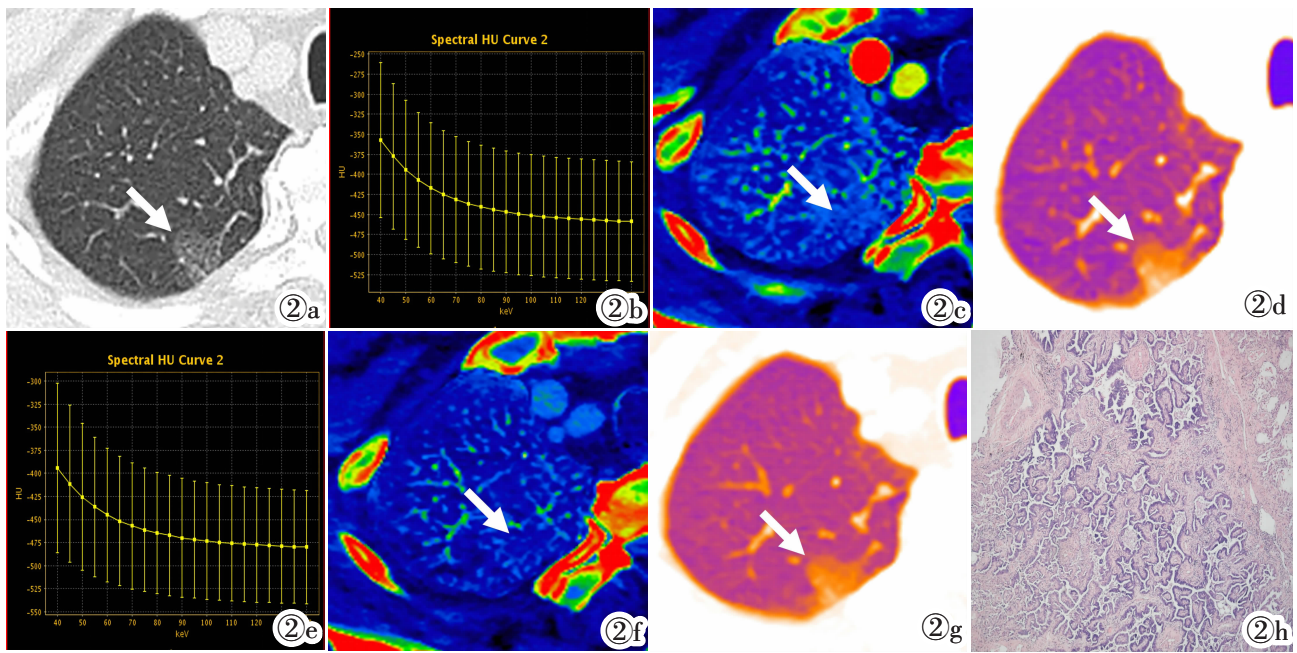 Spectral HU Curve 2
-250
-275
-300
-325
-350
-375
-400
-425
-450
-475
-500
-525
HU
40 50 60 70 80 90 100 110 120
keV
②a
②b
②c
②d
Spectral HU Curve 2
-300
-325
-350
-375
-400
-425
-450
-475
-500
-525
-550
HU
40 50 60 70 80 90 100 110 120
keV
②e
②f
②g
②h